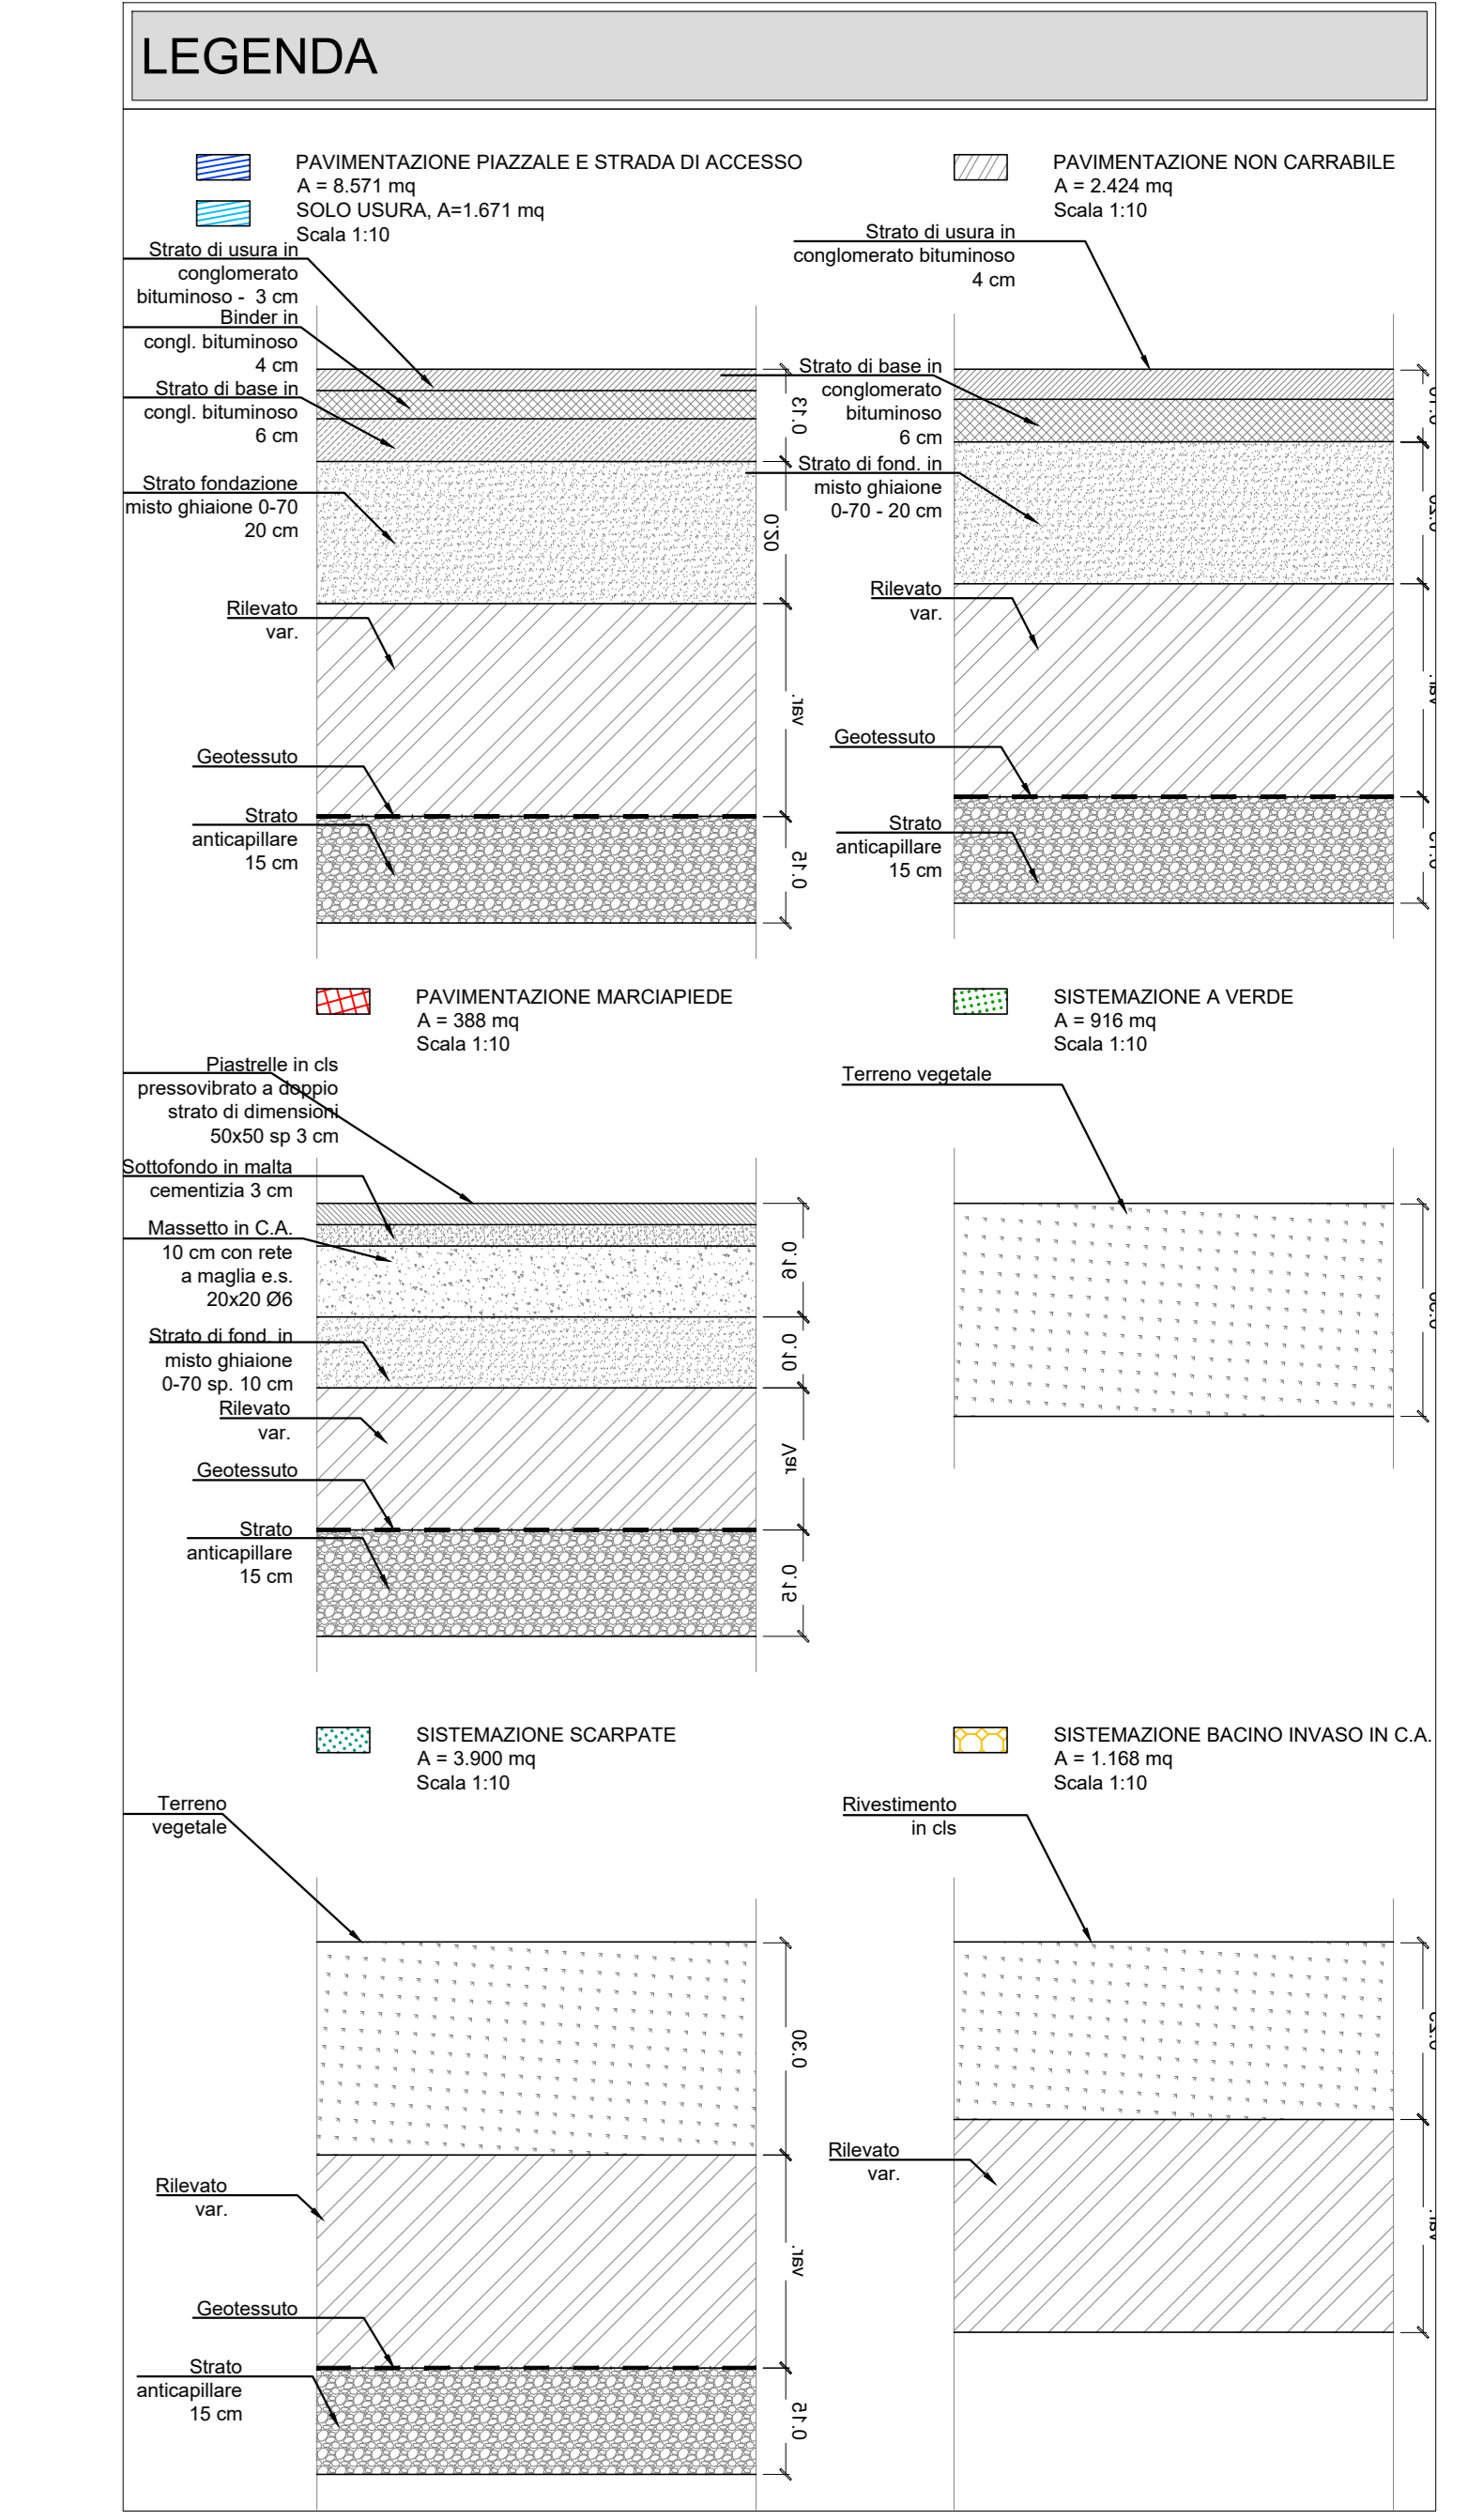 LEGENDA
PAVIMENTAZIONE PIAZZALE E STRADA DI ACCESSO
A = 8.571 mq
SOLO USURA, A=1.671 mq
Scala 1:10
Strato di usura in
conglomerato
bituminoso - 3 cm
Binder in
congl. bituminoso
4 cm
Strato di base in
congl. bituminoso
6 cm
Strato fondazione
misto ghiaione 0-70
20 cm
Rilevato
var.
Geotessuto
Strato
anticapillare
15 cm
0.13
0.20
var.
0.15
PAVIMENTAZIONE NON CARRABILE
A = 2.424 mq
Scala 1:10
Strato di usura in
conglomerato bituminoso
4 cm
Strato di base in
conglomerato
bituminoso
6 cm
Strato di fond. in
misto ghiaione
0-70 - 20 cm
Rilevato
var.
Geotessuto
Strato
anticapillare
15 cm
PAVIMENTAZIONE MARCIAPIEDE
A = 388 mq
Scala 1:10
Piastrelle in cls
pressovibrato a doppio
strato di dimensioni
50x50 sp 3 cm
Sottofondo in malta
cementizia 3 cm
Massetto in C.A.
10 cm con rete
a maglia e.s.
20x20 Ø6
Strato di fond. in
misto ghiaione
0-70 sp. 10 cm
Rilevato
var.
Geotessuto
Strato
anticapillare
15 cm
0.16
0.10
Var.
0.15
SISTEMAZIONE A VERDE
A = 916 mq
Scala 1:10
Terreno vegetale
SISTEMAZIONE SCARPATE
A = 3.900 mq
Scala 1:10
Terreno
vegetale
Rilevato
var.
Geotessuto
Strato
anticapillare
15 cm
0.30
var.
0.15
SISTEMAZIONE BACINO INVASO IN C.A.
A = 1.168 mq
Scala 1:10
Rivestimento
in cls
Rilevato
var.